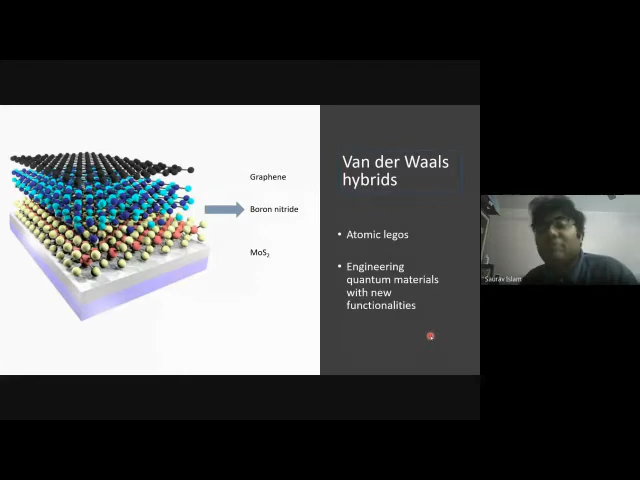 Graphene
Boron nitride
MoS₂
Van der Waals
hybrids
• Atomic legos
• Engineering
quantum materials
with new
functionalities
Saurav Islam